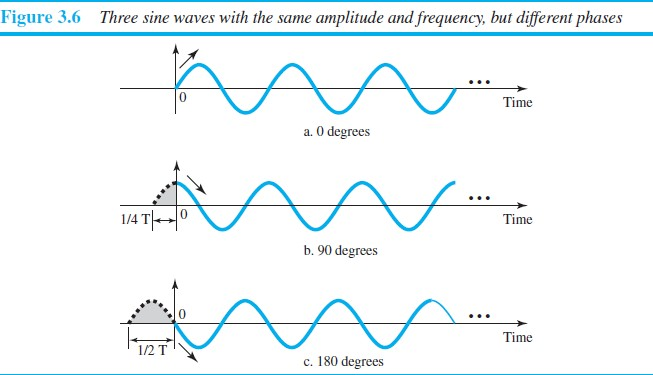 Figure 3.6 Three sine waves with the same amplitude and frequency, but different phases
0
•••
Time
a. 0 degrees
1/4 T
0
•••
Time
b. 90 degrees
0
•••
Time
1/2 T
c. 180 degrees